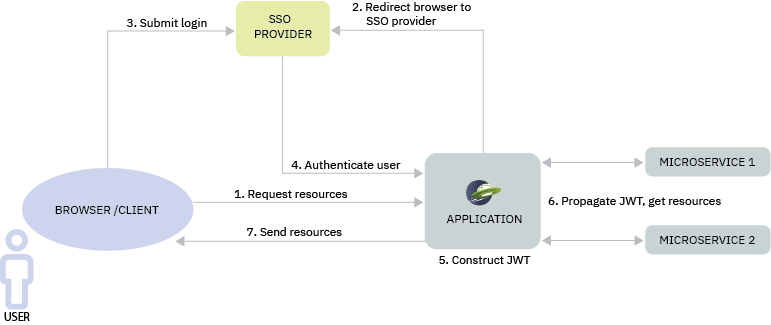 2. Redirect browser to
SSO provider
3. Submit login
SSO
PROVIDER
4. Authenticate user
MICROSERVICE 1
1. Request resources
BROWSER /CLIENT
APPLICATION
6. Propagate JWT, get resources
7. Send resources
MICROSERVICE 2
5. Construct JWT
USER